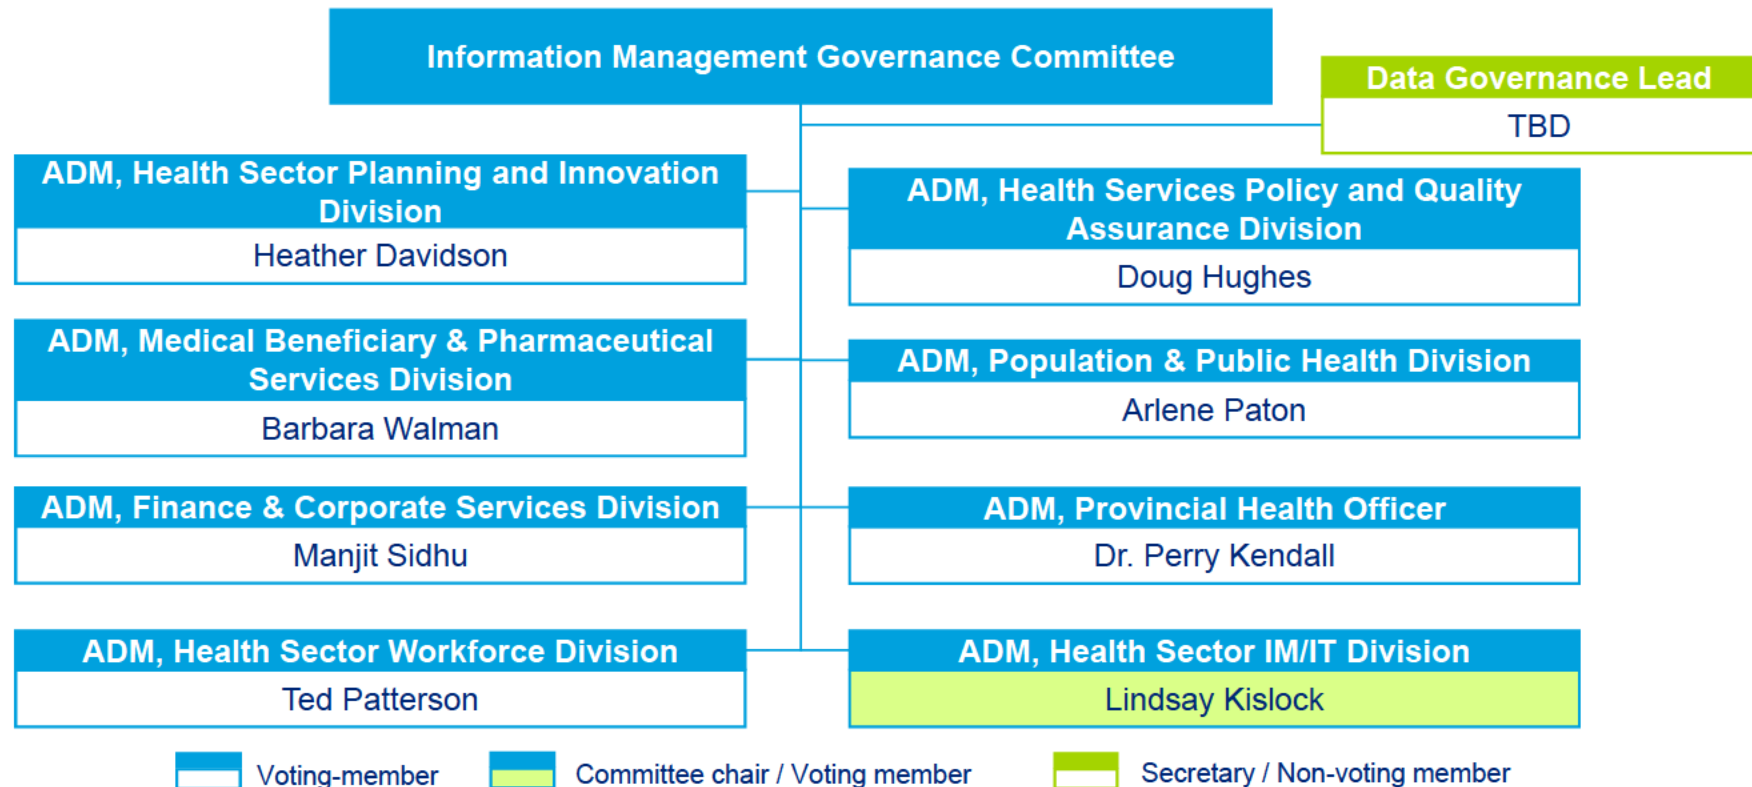 Information Management Governance Committee
Data Governance Lead
TBD
ADM, Health Sector Planning and Innovation
Division
Heather Davidson
ADM, Health Services Policy and Quality
Assurance Division
Doug Hughes
ADM, Medical Beneficiary & Pharmaceutical
Services Division
Barbara Walman
ADM, Population & Public Health Division
Arlene Paton
ADM, Finance & Corporate Services Division
Manjit Sidhu
ADM, Provincial Health Officer
Dr. Perry Kendall
ADM, Health Sector Workforce Division
Ted Patterson
ADM, Health Sector IM/IT Division
Lindsay Kislock
Voting-member
Committee chair / Voting member
Secretary / Non-voting member